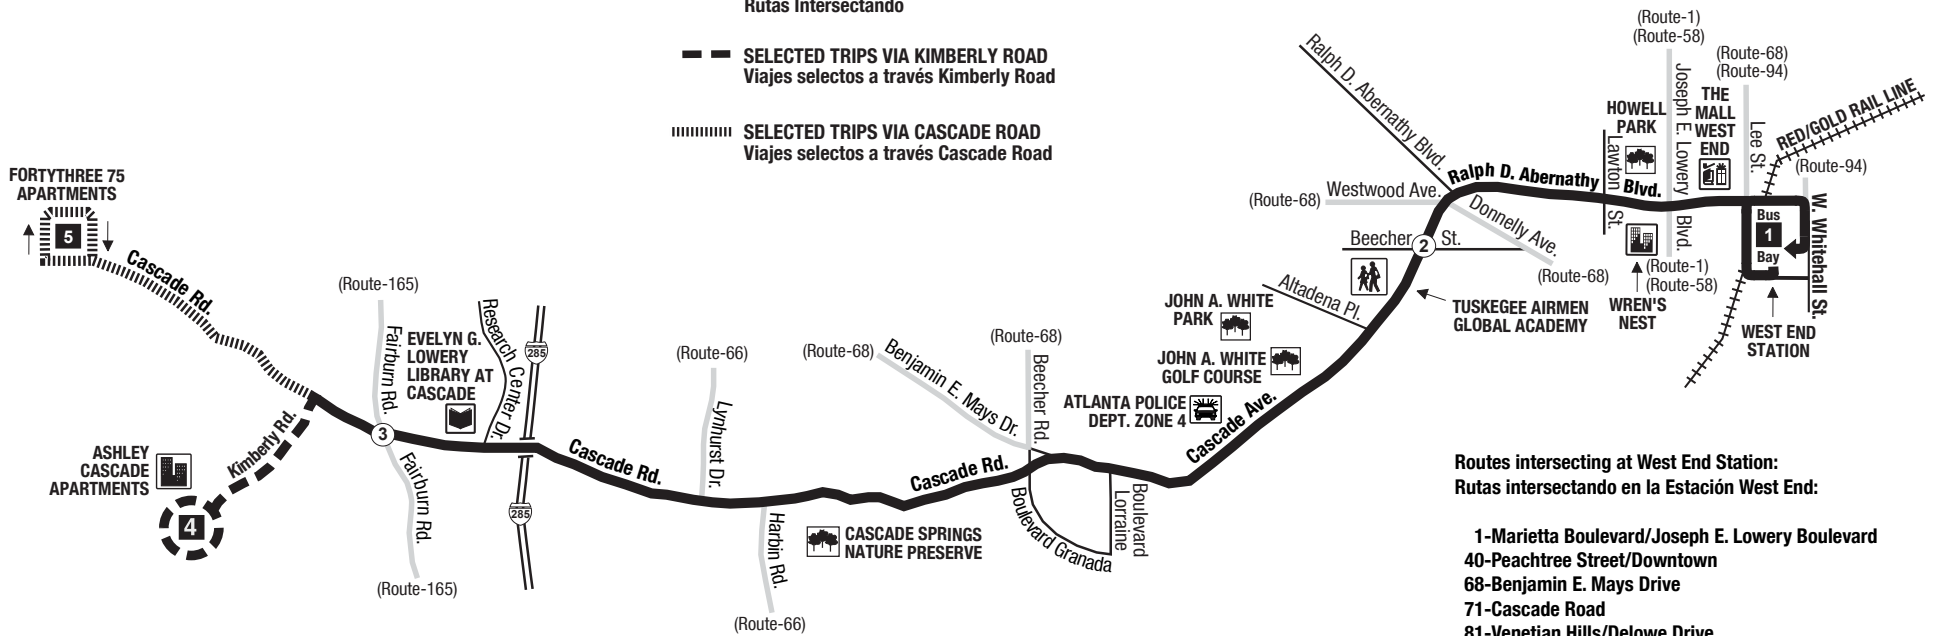 Rutas Intersectando
SELECTED TRIPS VIA KIMBERLY ROAD
Viajes selectos a través Kimberly Road
SELECTED TRIPS VIA CASCADE ROAD
Viajes selectos a través Cascade Road
FORTYTHREE 75
APARTMENTS
5
Cascade Rd.
Kimberly Rd.
ASHLEY
CASCADE
APARTMENTS
4
(Route-165)
Fairburn Rd.
3
Fairburn Rd.
(Route-165)
EVELYN G.
LOWERY
LIBRARY AT
CASCADE
Research Center Dr.
285
285
Cascade Rd.
(Route-66)
Lynhurst Dr.
Harbin Rd.
(Route-66)
CASCADE SPRINGS
NATURE PRESERVE
(Route-68)
Benjamin E. Mays Dr.
(Route-68)
Beecher Rd.
Cascade Rd.
Boulevard Granada
Boulevard
Lorraine
ATLANTA POLICE
DEPT. ZONE 4
JOHN A. WHITE
GOLF COURSE
JOHN A. WHITE
PARK
Cascade Ave.
Altadena Pl.
Beecher St.
2
TUSKEGEE AIRMEN
GLOBAL ACADEMY
(Route-68)
Westwood Ave.
Donnelly Ave.
(Route-68)
Ralph D. Abernathy Blvd.
Ralph D. Abernathy Blvd.
Lawton St.
HOWELL
PARK
WREN'S
NEST
(Route-1)
(Route-58)
Joseph E. Lowery Blvd.
(Route-1)
(Route-58)
THE
MALL
WEST
END
(Route-68)
(Route-94)
Lee St.
RED/GOLD RAIL LINE
(Route-94)
W. Whitehall St.
Bus
1
Bay
WEST END
STATION
Routes intersecting at West End Station:
Rutas intersectando en la Estación West End:
1-Marietta Boulevard/Joseph E. Lowery Boulevard
40-Peachtree Street/Downtown
68-Benjamin E. Mays Drive
71-Cascade Road
81-Venetian Hills/Delowe Drive